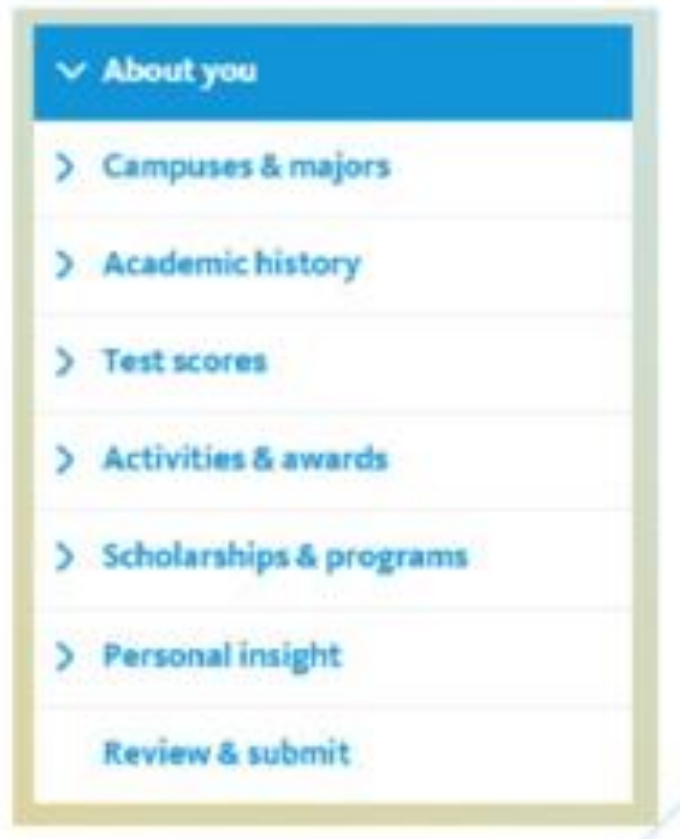 About you
Campuses & majors
Academic history
Test scores
Activities & awards
Scholarships & programs
Personal insight
Review & submit